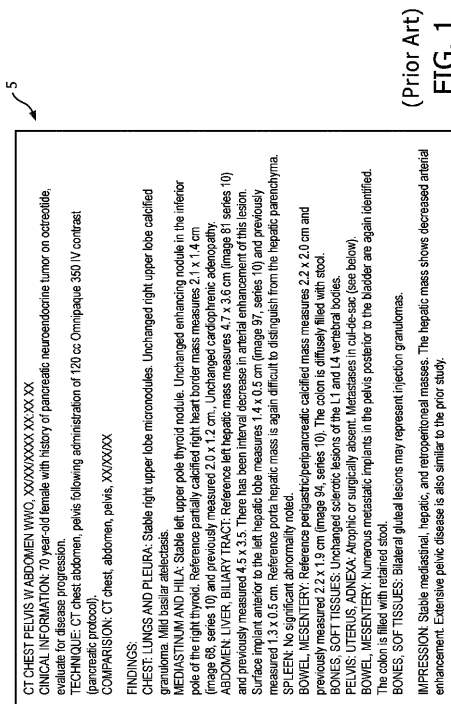 5
CT CHEST PELVIS W ABDOMEN WWO, XX/XX/XXXX XX:XX XX
CLINICAL INFORMATION: 70 year-old female with history of pancreatic neuroendocrine tumor on octreotide,
evaluate for disease progression.
TECHNIQUE: CT chest abdomen, pelvis following administration of 120 cc Omnipaque 350 IV contrast
(pancreatic protocol).
COMPARISION: CT chest, abdomen, pelvis, XX/XX/XX
FINDINGS:
CHEST: LUNGS AND PLEURA: Stable right upper lobe micronodules. Unchanged right upper lobe calcified
granuloma. Mild basilar atelectasis.
MEDIASTINUM AND HILA: Stable left upper pole thyroid nodule. Unchanged enhancing nodule in the inferior
pole of the right thyroid. Reference partially calcified right heart border mass measures 2.1 x 1.4 cm
(image 68, series 10) and previously measured 2.0 x 1.2 cm., Unchanged cardiophrenic adenopathy.
ABDOMEN: LIVER, BILIARY TRACT: Reference left hepatic mass measures 4.7 x 3.6 cm (image 81 series 10)
and previously measured 4.5 x 3.5. There has been interval decrease in arterial enhancement of this lesion.
Surface implant anterior to the left hepatic lobe measures 1.4 x 0.5 cm (image 97, series 10) and previously
measured 1.3 x 0.5 cm. Reference porta hepatic mass is again difficult to distinguish from the hepatic parenchyma.
SPLEEN: No significant abnormality noted.
BOWEL, MESENTERY: Reference perigastric/peripancreatic calcified mass measures 2.2 x 2.0 cm and
previously measured 2.2 x 1.9 cm (image 94, series 10). The colon is diffusely filled with stool.
BONES, SOFT TISSUES: Unchanged sclerotic lesions of the L1 and L4 vertebral bodies.
PELVIS: UTERUS, ADNEXA: Atrophic or surgically absent. Metastases in cul-de-sac (see below).
BOWEL, MESENTERY: Numerous metastatic implants in the pelvis posterior to the bladder are again identified.
The colon is filled with retained stool.
BONES, SOF TISSUES: Bilateral gluteal lesions may represent injection granulomas.
IMPRESSION: Stable mediastinal, hepatic, and retroperitoneal masses. The hepatic mass shows decreased arterial
enhancement. Extensive pelvic disease is also similar to the prior study.
(Prior Art)
FIG. 1